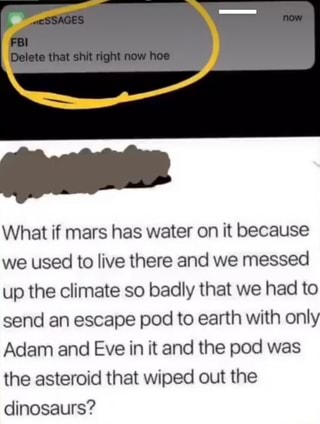 now
FBI
Delete that shit right now hoe
What if mars has water on it because
we used to live there and we messed
up the climate so badly that we had to
send an escape pod to earth with only
Adam and Eve in it and the pod was
the asteroid that wiped out the
dinosaurs?